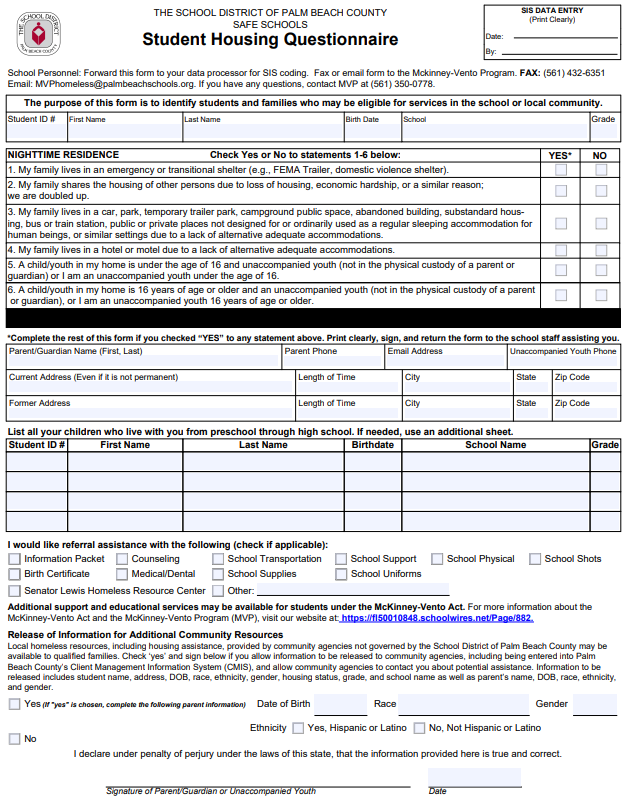 THE SCHOOL DISTRICT OF PALM BEACH COUNTY
SAFE SCHOOLS
Student Housing Questionnaire
THE SCHOOL DISTRICT
PALM BEACH COUNTY
SIS DATA ENTRY
(Print Clearly)
Date:
By:
School Personnel: Forward this form to your data processor for SIS coding. Fax or email form to the Mckinney-Vento Program. FAX: (561) 432-6351
Email: MVPhomeless@palmbeachschools.org. If you have any questions, contact MVP at (561) 350-0778.
The purpose of this form is to identify students and families who may be eligible for services in the school or local community.
Student ID # First Name Last Name Birth Date School Grade
NIGHTTIME RESIDENCE Check Yes or No to statements 1-6 below: YES* NO
1. My family lives in an emergency or transitional shelter (e.g., FEMA Trailer, domestic violence shelter).
2. My family shares the housing of other persons due to loss of housing, economic hardship, or a similar reason;
we are doubled up.
3. My family lives in a car, park, temporary trailer park, campground public space, abandoned building, substandard hous-
ing, bus or train station, public or private places not designed for or ordinarily used as a regular sleeping accommodation for
human beings, or similar settings due to a lack of alternative adequate accommodations.
4. My family lives in a hotel or motel due to a lack of alternative adequate accommodations.
5. A child/youth in my home is under the age of 16 and unaccompanied youth (not in the physical custody of a parent or
guardian) or I am an unaccompanied youth under the age of 16.
6. A child/youth in my home is 16 years of age or older and an unaccompanied youth (not in the physical custody of a parent
or guardian), or I am an unaccompanied youth 16 years of age or older.
*Complete the rest of this form if you checked “YES” to any statement above. Print clearly, sign, and return the form to the school staff assisting you.
Parent/Guardian Name (First, Last) Parent Phone Email Address Unaccompanied Youth Phone
Current Address (Even if it is not permanent) Length of Time City State Zip Code
Former Address Length of Time City State Zip Code
List all your children who live with you from preschool through high school. If needed, use an additional sheet.
Student ID # First Name Last Name Birthdate School Name Grade
I would like referral assistance with the following (check if applicable):
Information Packet Counseling School Transportation School Support School Physical School Shots
Birth Certificate Medical/Dental School Supplies School Uniforms
Senator Lewis Homeless Resource Center Other:
Additional support and educational services may be available for students under the McKinney-Vento Act. For more information about the
McKinney-Vento Act and the McKinney-Vento Program (MVP), visit our website at: https://fl50010848.schoolwires.net/Page/882.
Release of Information for Additional Community Resources
Local homeless resources, including housing assistance, provided by community agencies not governed by the School District of Palm Beach County may be
available to qualified families. Check ‘yes’ and sign below if you allow information to be released to community agencies, including being entered into Palm
Beach County's Client Management Information System (CMIS), and allow community agencies to contact you about potential assistance. Information to be
released includes student name, address, DOB, race, ethnicity, gender, housing status, grade, and school name as well as parent’s name, DOB, race, ethnicity,
and gender.
Yes (If "yes" is chosen, complete the following parent information) Date of Birth Race Gender
Ethnicity Yes, Hispanic or Latino No, Not Hispanic or Latino
No
I declare under penalty of perjury under the laws of this state, that the information provided here is true and correct.
Signature of Parent/Guardian or Unaccompanied Youth Date